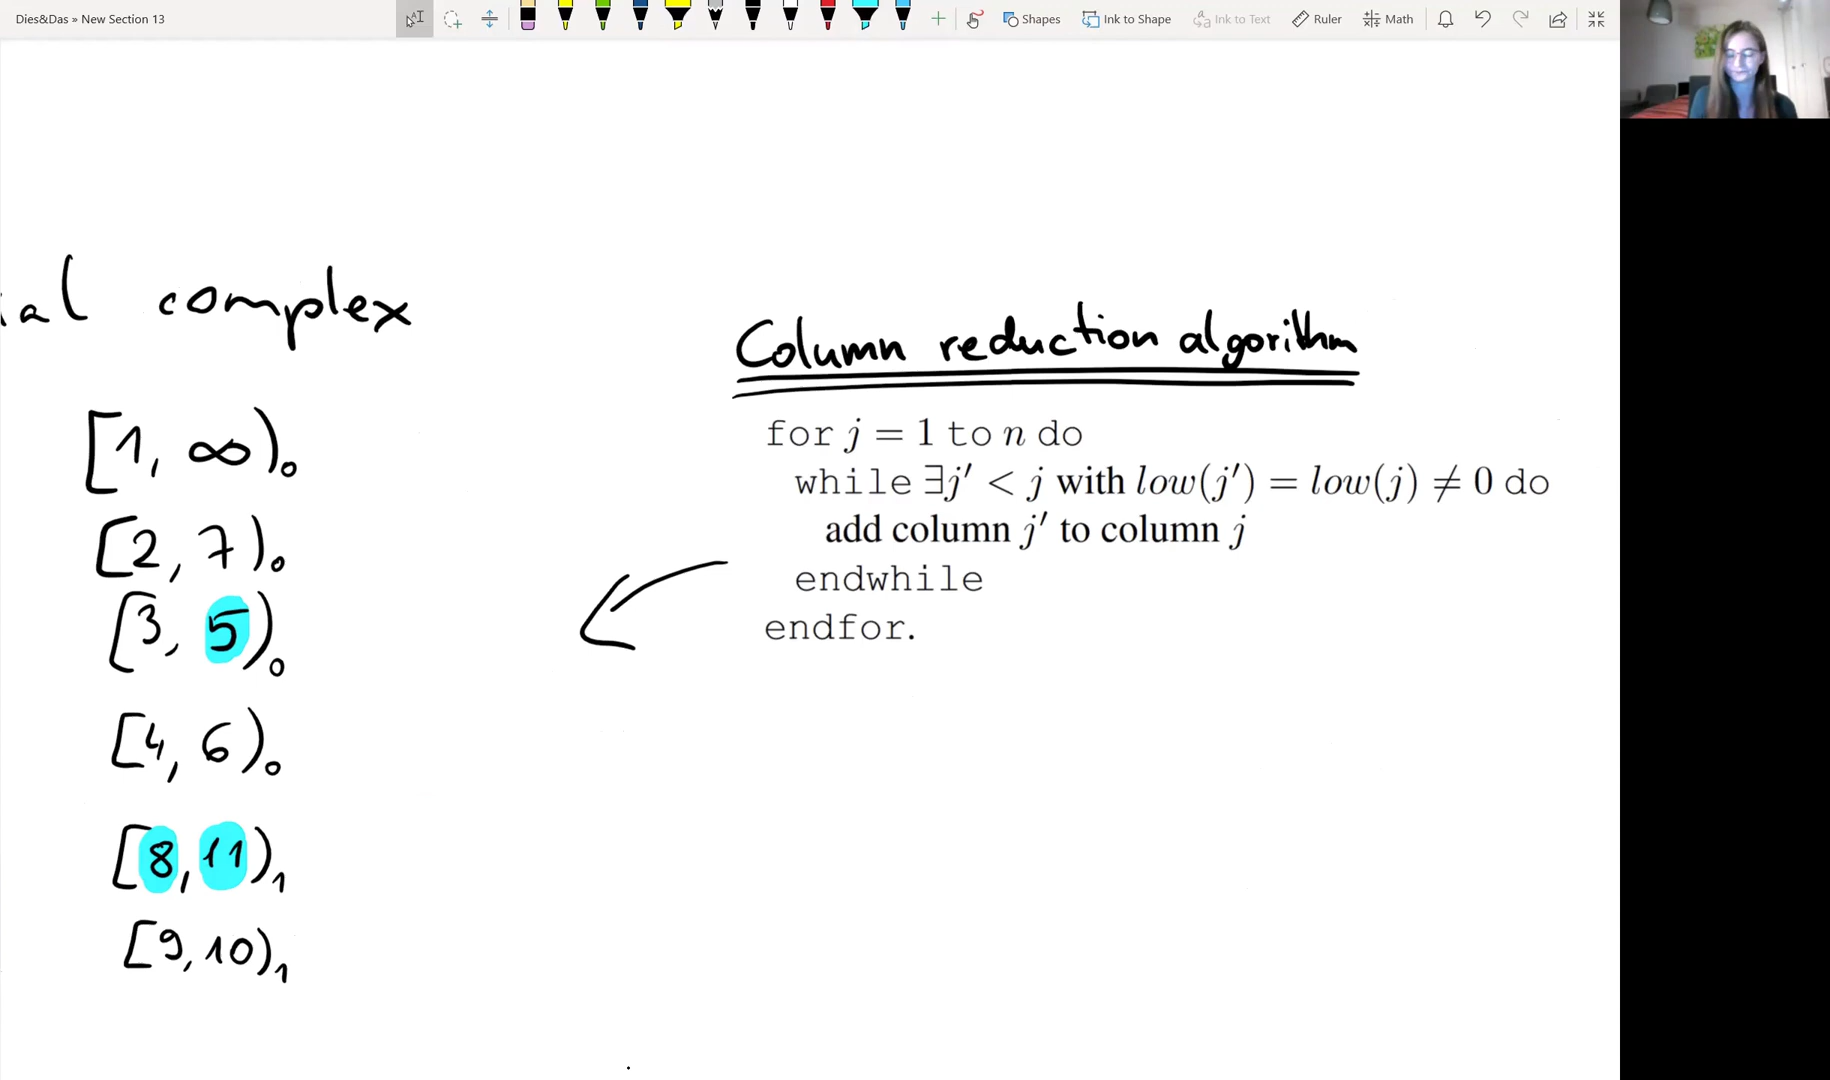 Dies&Das » New Section 13
Shapes
Ink to Shape
Ink to Text
Ruler
Math
complex
[1, ∞)₀
[2, 7)₀
[3, 5)₀
[4, 6)₀
[8, 11)₁
[9, 10)₁
Column reduction algorithm
for j = 1 to n do
while ∃j′ < j with low(j′) = low(j) ≠ 0 do
add column j′ to column j
endwhile
endfor.